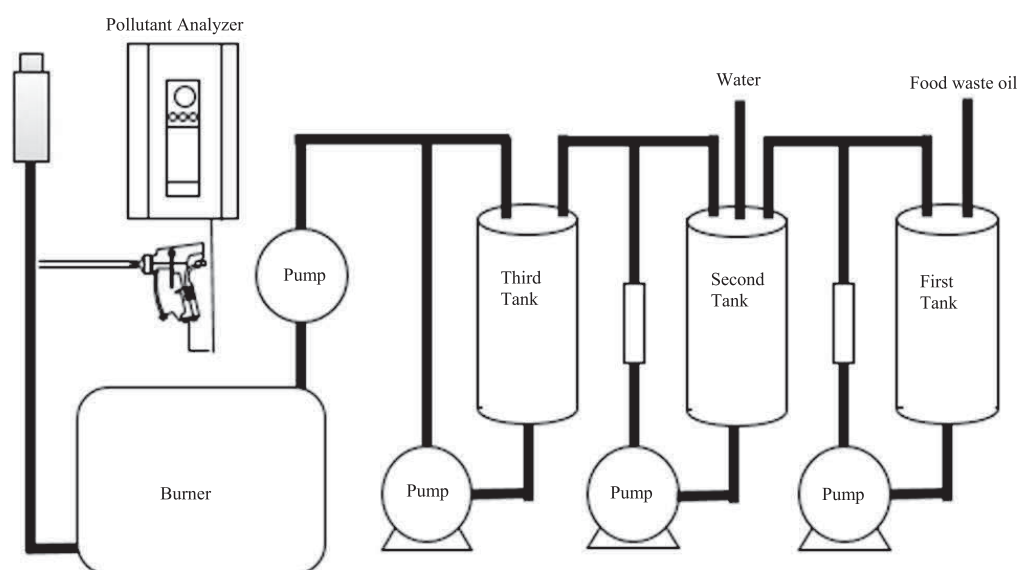 Pollutant Analyzer
Water
Food waste oil
Pump
Third
Tank
Second
Tank
First
Tank
Burner
Pump
Pump
Pump